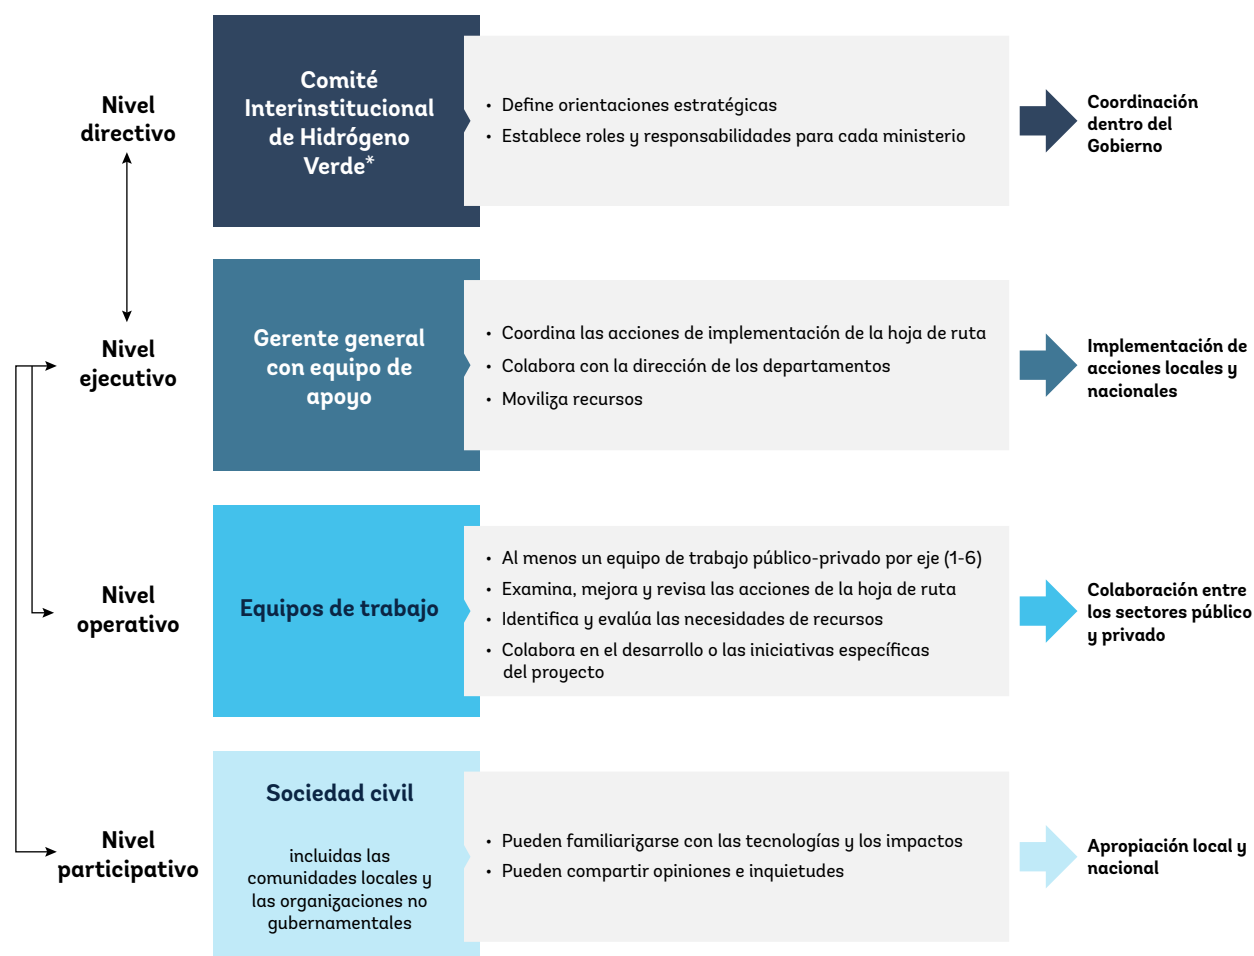 Nivel
directivo
Comité
Interinstitucional
de Hidrógeno
Verde*
• Define orientaciones estratégicas
• Establece roles y responsabilidades para cada ministerio
Coordinación
dentro del
Gobierno
Nivel
ejecutivo
Gerente general
con equipo de
apoyo
• Coordina las acciones de implementación de la hoja de ruta
• Colabora con la dirección de los departamentos
• Moviliza recursos
Implementación de
acciones locales y
nacionales
Nivel
operativo
Equipos de trabajo
• Al menos un equipo de trabajo público-privado por eje (1-6)
• Examina, mejora y revisa las acciones de la hoja de ruta
• Identifica y evalúa las necesidades de recursos
• Colabora en el desarrollo o las iniciativas específicas
del proyecto
Colaboración entre
los sectores público
y privado
Nivel
participativo
Sociedad civil
incluidas las
comunidades locales y
las organizaciones no
gubernamentales
• Pueden familiarizarse con las tecnologías y los impactos
• Pueden compartir opiniones e inquietudes
Apropiación local y
nacional